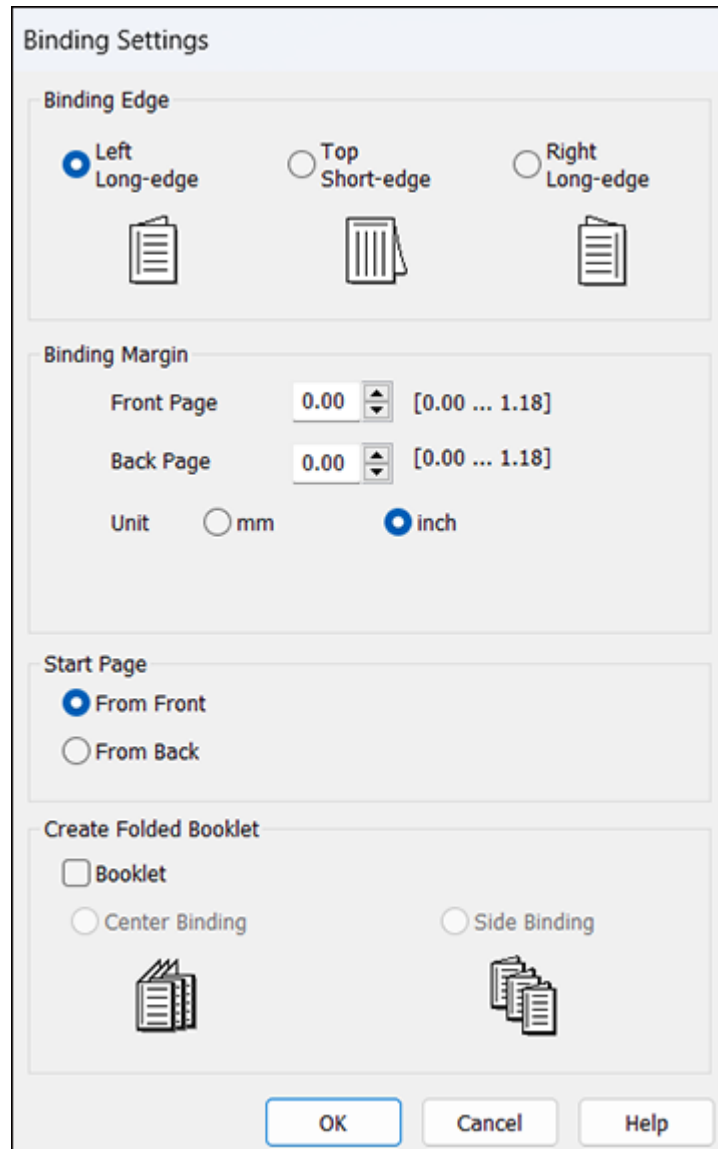 Binding Settings
Binding Edge
Left
Long-edge
Top
Short-edge
Right
Long-edge
Binding Margin
Front Page 0.00 [0.00 ... 1.18]
Back Page 0.00 [0.00 ... 1.18]
Unit mm inch
Start Page
From Front
From Back
Create Folded Booklet
Booklet
Center Binding Side Binding
OK Cancel Help